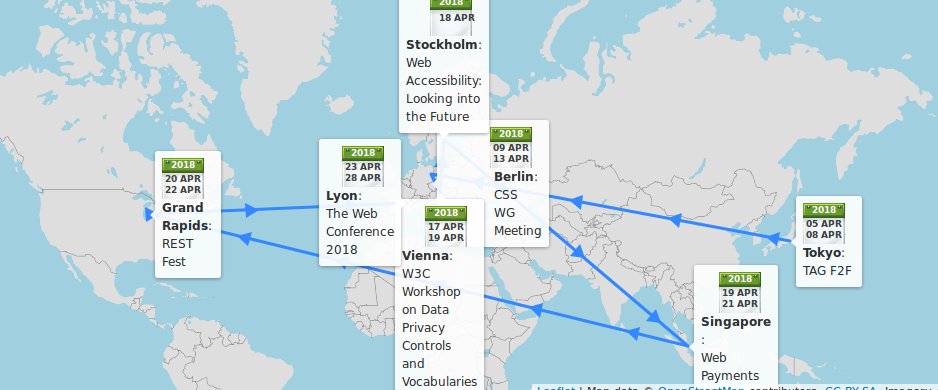 2018
18 APR
Stockholm:
Web
Accessibility:
Looking into
the Future
2018
09 APR
13 APR
Berlin:
CSS
WG
Meeting
2018
23 APR
28 APR
Lyon:
The Web
Conference
2018
2018
20 APR
22 APR
Grand
Rapids:
REST
Fest
2018
17 APR
19 APR
Vienna:
W3C
Workshop
on Data
Privacy
Controls
and
Vocabularies
2018
05 APR
08 APR
Tokyo:
TAG F2F
2018
19 APR
21 APR
Singapore
:
Web
Payments
Leaflet | Map data © OpenStreetMap contributors, CC-BY-SA, Imagery